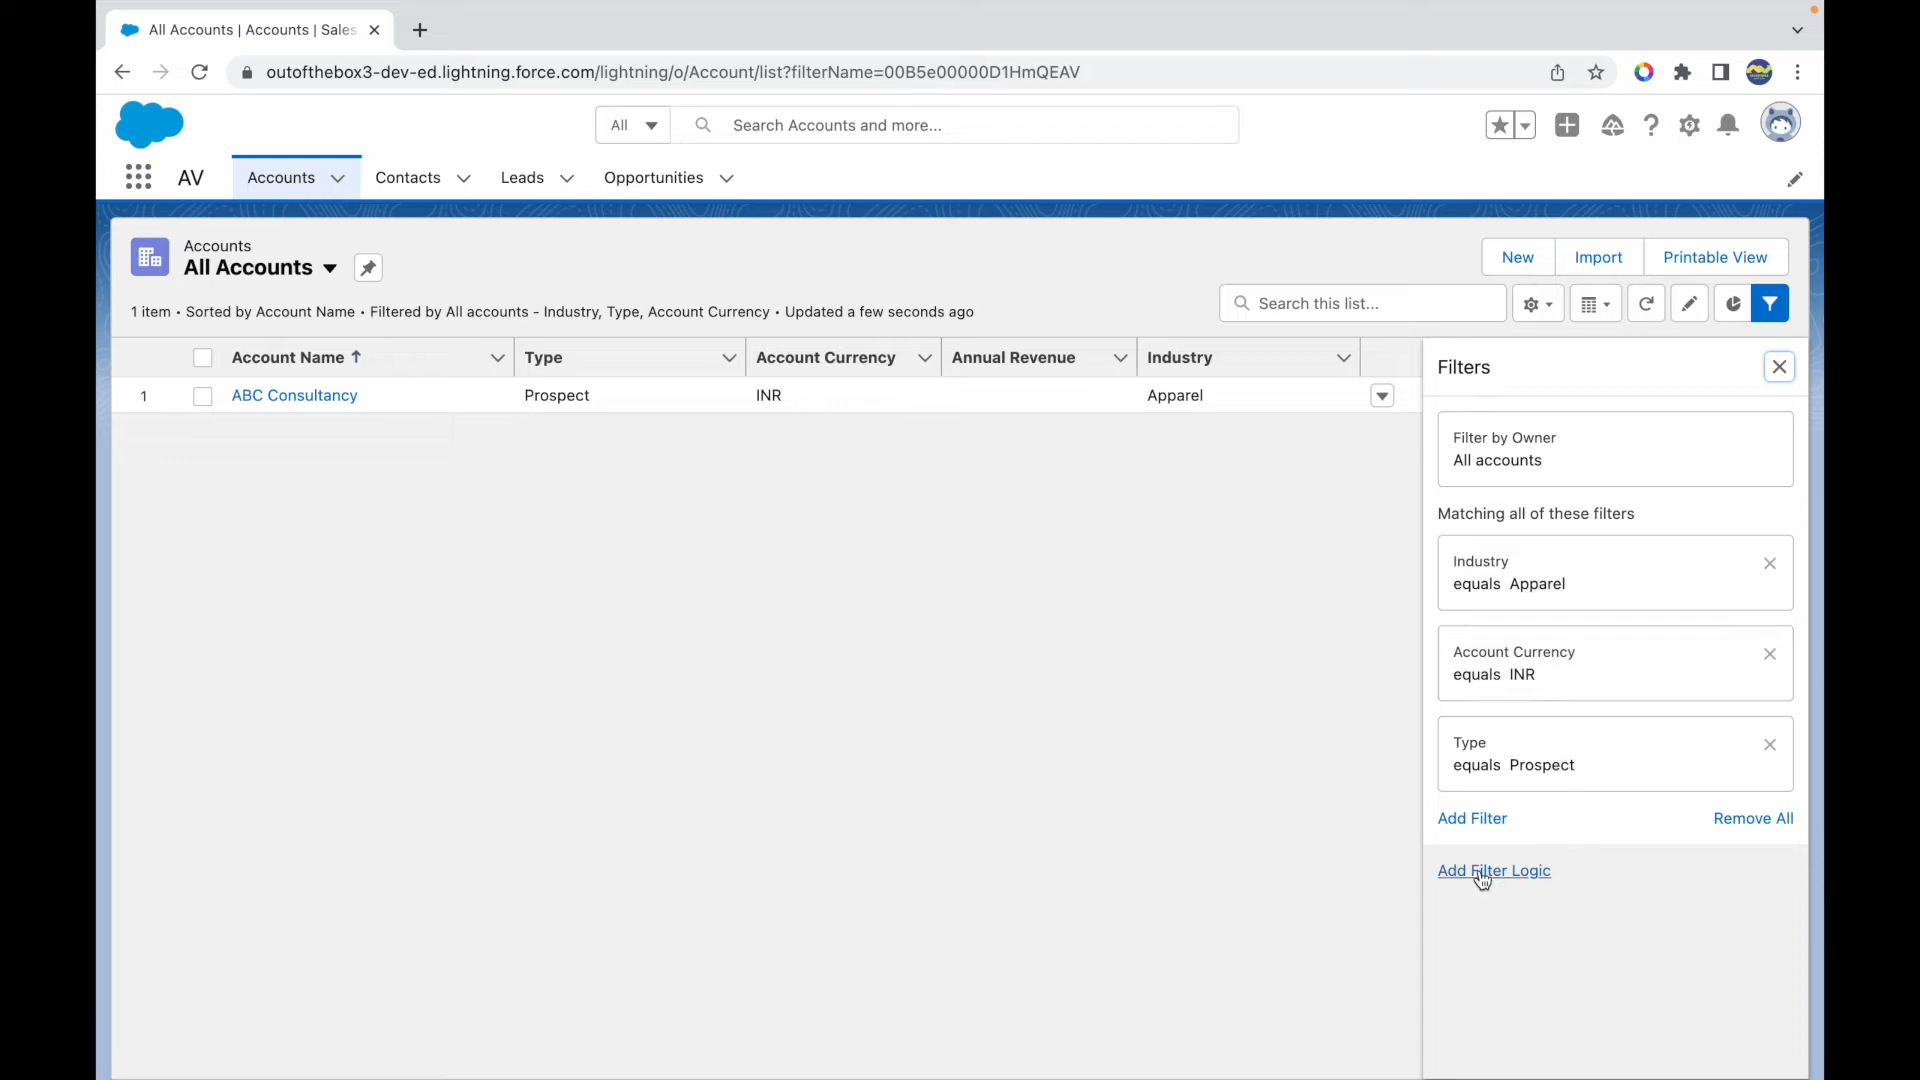 All Accounts | Accounts | Sales
outofthebox3-dev-ed.lightning.force.com/lightning/o/Account/list?filterName=00B5e00000D1HmQEAV
All
Search Accounts and more...
AV
Accounts
Contacts
Leads
Opportunities
Accounts
All Accounts
New
Import
Printable View
1 item • Sorted by Account Name • Filtered by All accounts - Industry, Type, Account Currency • Updated a few seconds ago
Search this list...
Account Name
Type
Account Currency
Annual Revenue
Industry
1
ABC Consultancy
Prospect
INR
Apparel
Filters
Filter by Owner
All accounts
Matching all of these filters
Industry
equals Apparel
Account Currency
equals INR
Type
equals Prospect
Add Filter
Remove All
Add Filter Logic